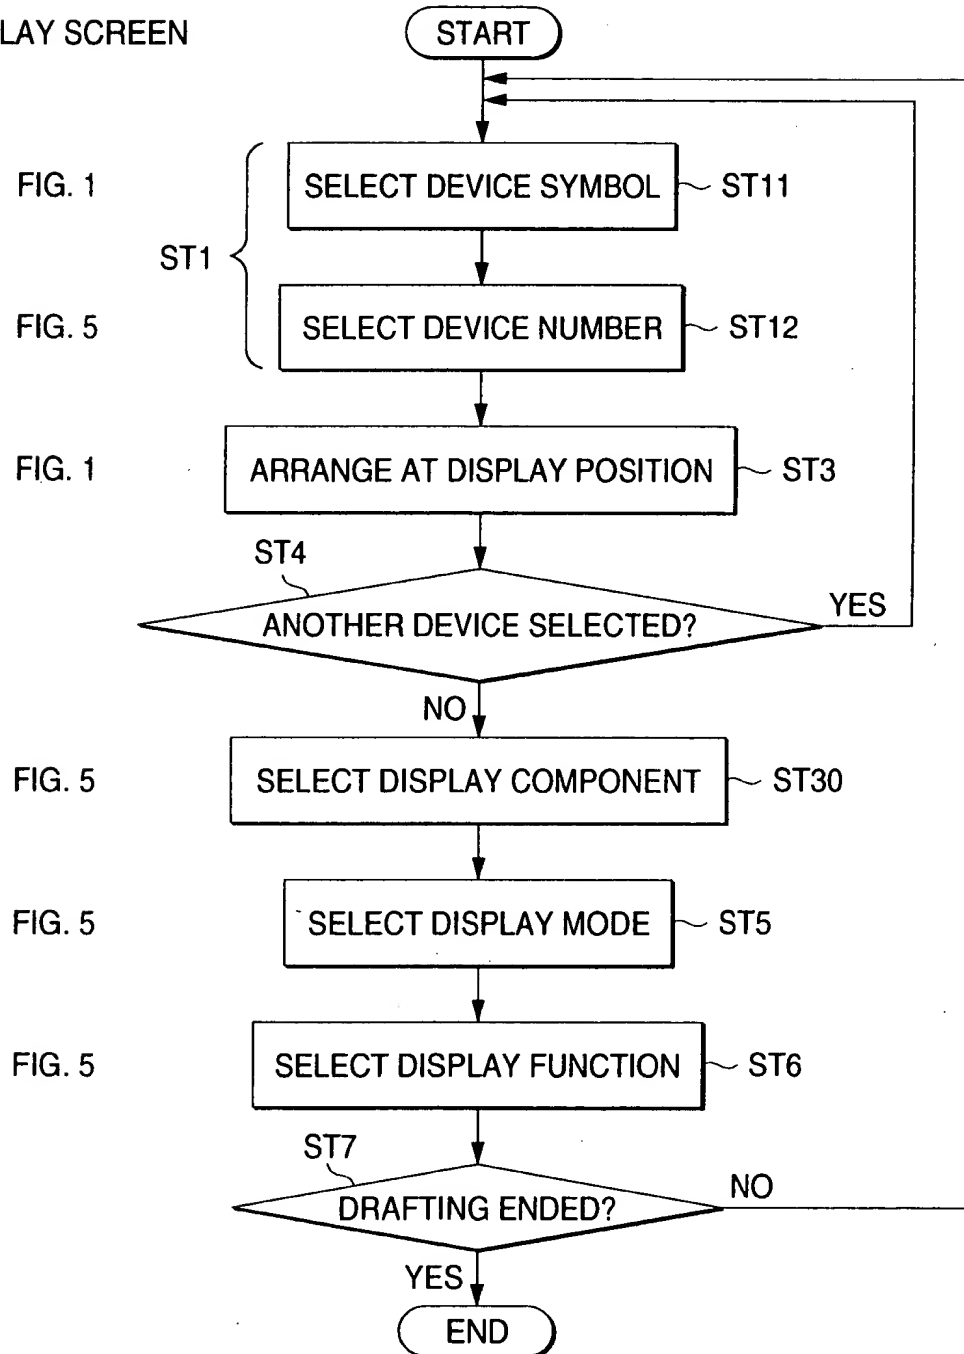 LAY SCREEN
START
FIG. 1
SELECT DEVICE SYMBOL
ST11
ST1
FIG. 5
SELECT DEVICE NUMBER
ST12
FIG. 1
ARRANGE AT DISPLAY POSITION
ST3
ST4
ANOTHER DEVICE SELECTED?
YES
NO
FIG. 5
SELECT DISPLAY COMPONENT
ST30
FIG. 5
SELECT DISPLAY MODE
ST5
FIG. 5
SELECT DISPLAY FUNCTION
ST6
ST7
DRAFTING ENDED?
NO
YES
END